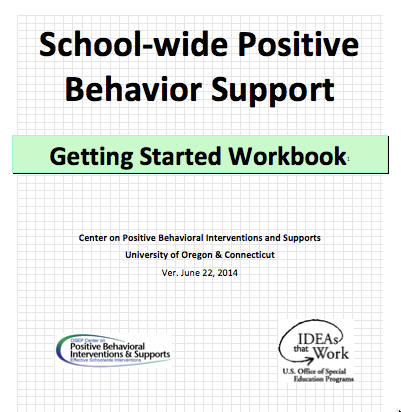 School-wide Positive
Behavior Support
Getting Started Workbook
Center on Positive Behavioral Interventions and Supports
University of Oregon & Connecticut
Ver. June 22, 2014
OSEP Center on
Positive Behavioral
Interventions & Supports
Effective Schoolwide Interventions
IDEAs
that Work
U.S. Office of Special
Education Programs